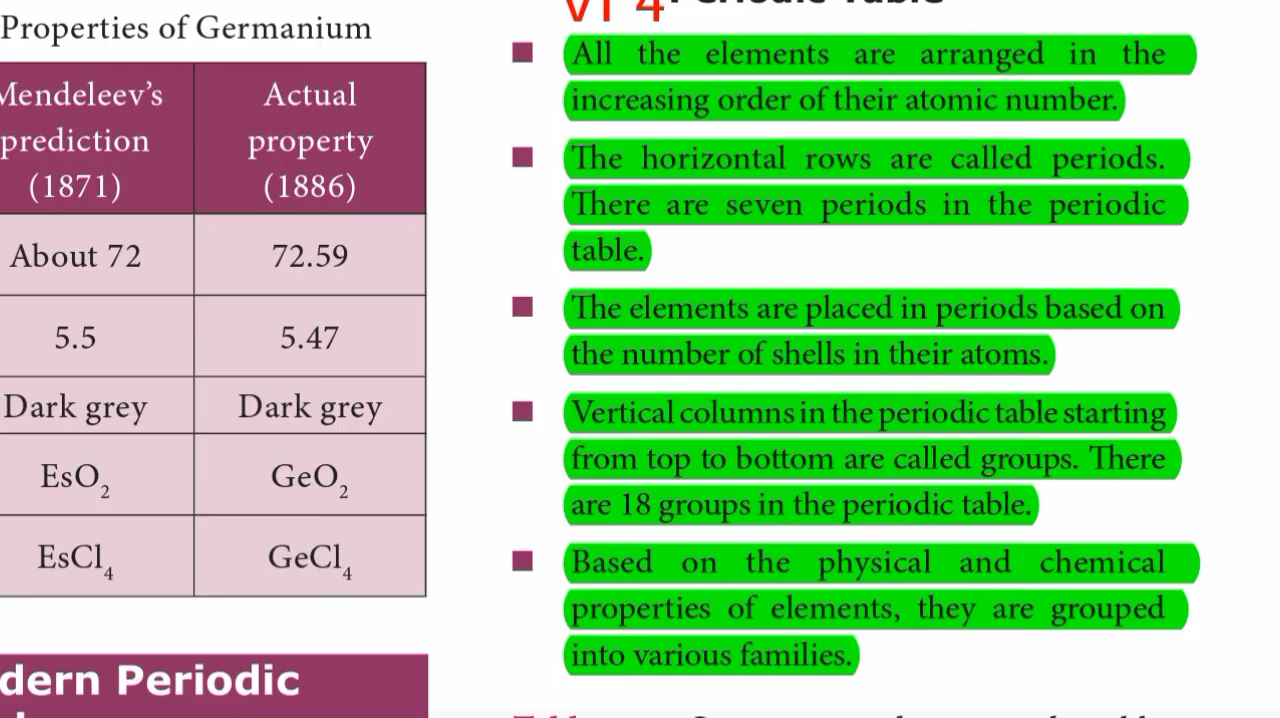 Properties of Germanium
Mendeleev's
prediction
(1871)
Actual
property
(1886)
About 72
72.59
5.5
5.47
Dark grey
Dark grey
EsO₂
GeO₂
EsCl₄
GeCl₄
dern Periodic
Periodic Table
All the elements are arranged in the
increasing order of their atomic number.
The horizontal rows are called periods.
There are seven periods in the periodic
table.
The elements are placed in periods based on
the number of shells in their atoms.
Vertical columns in the periodic table starting
from top to bottom are called groups. There
are 18 groups in the periodic table.
Based on the physical and chemical
properties of elements, they are grouped
into various families.